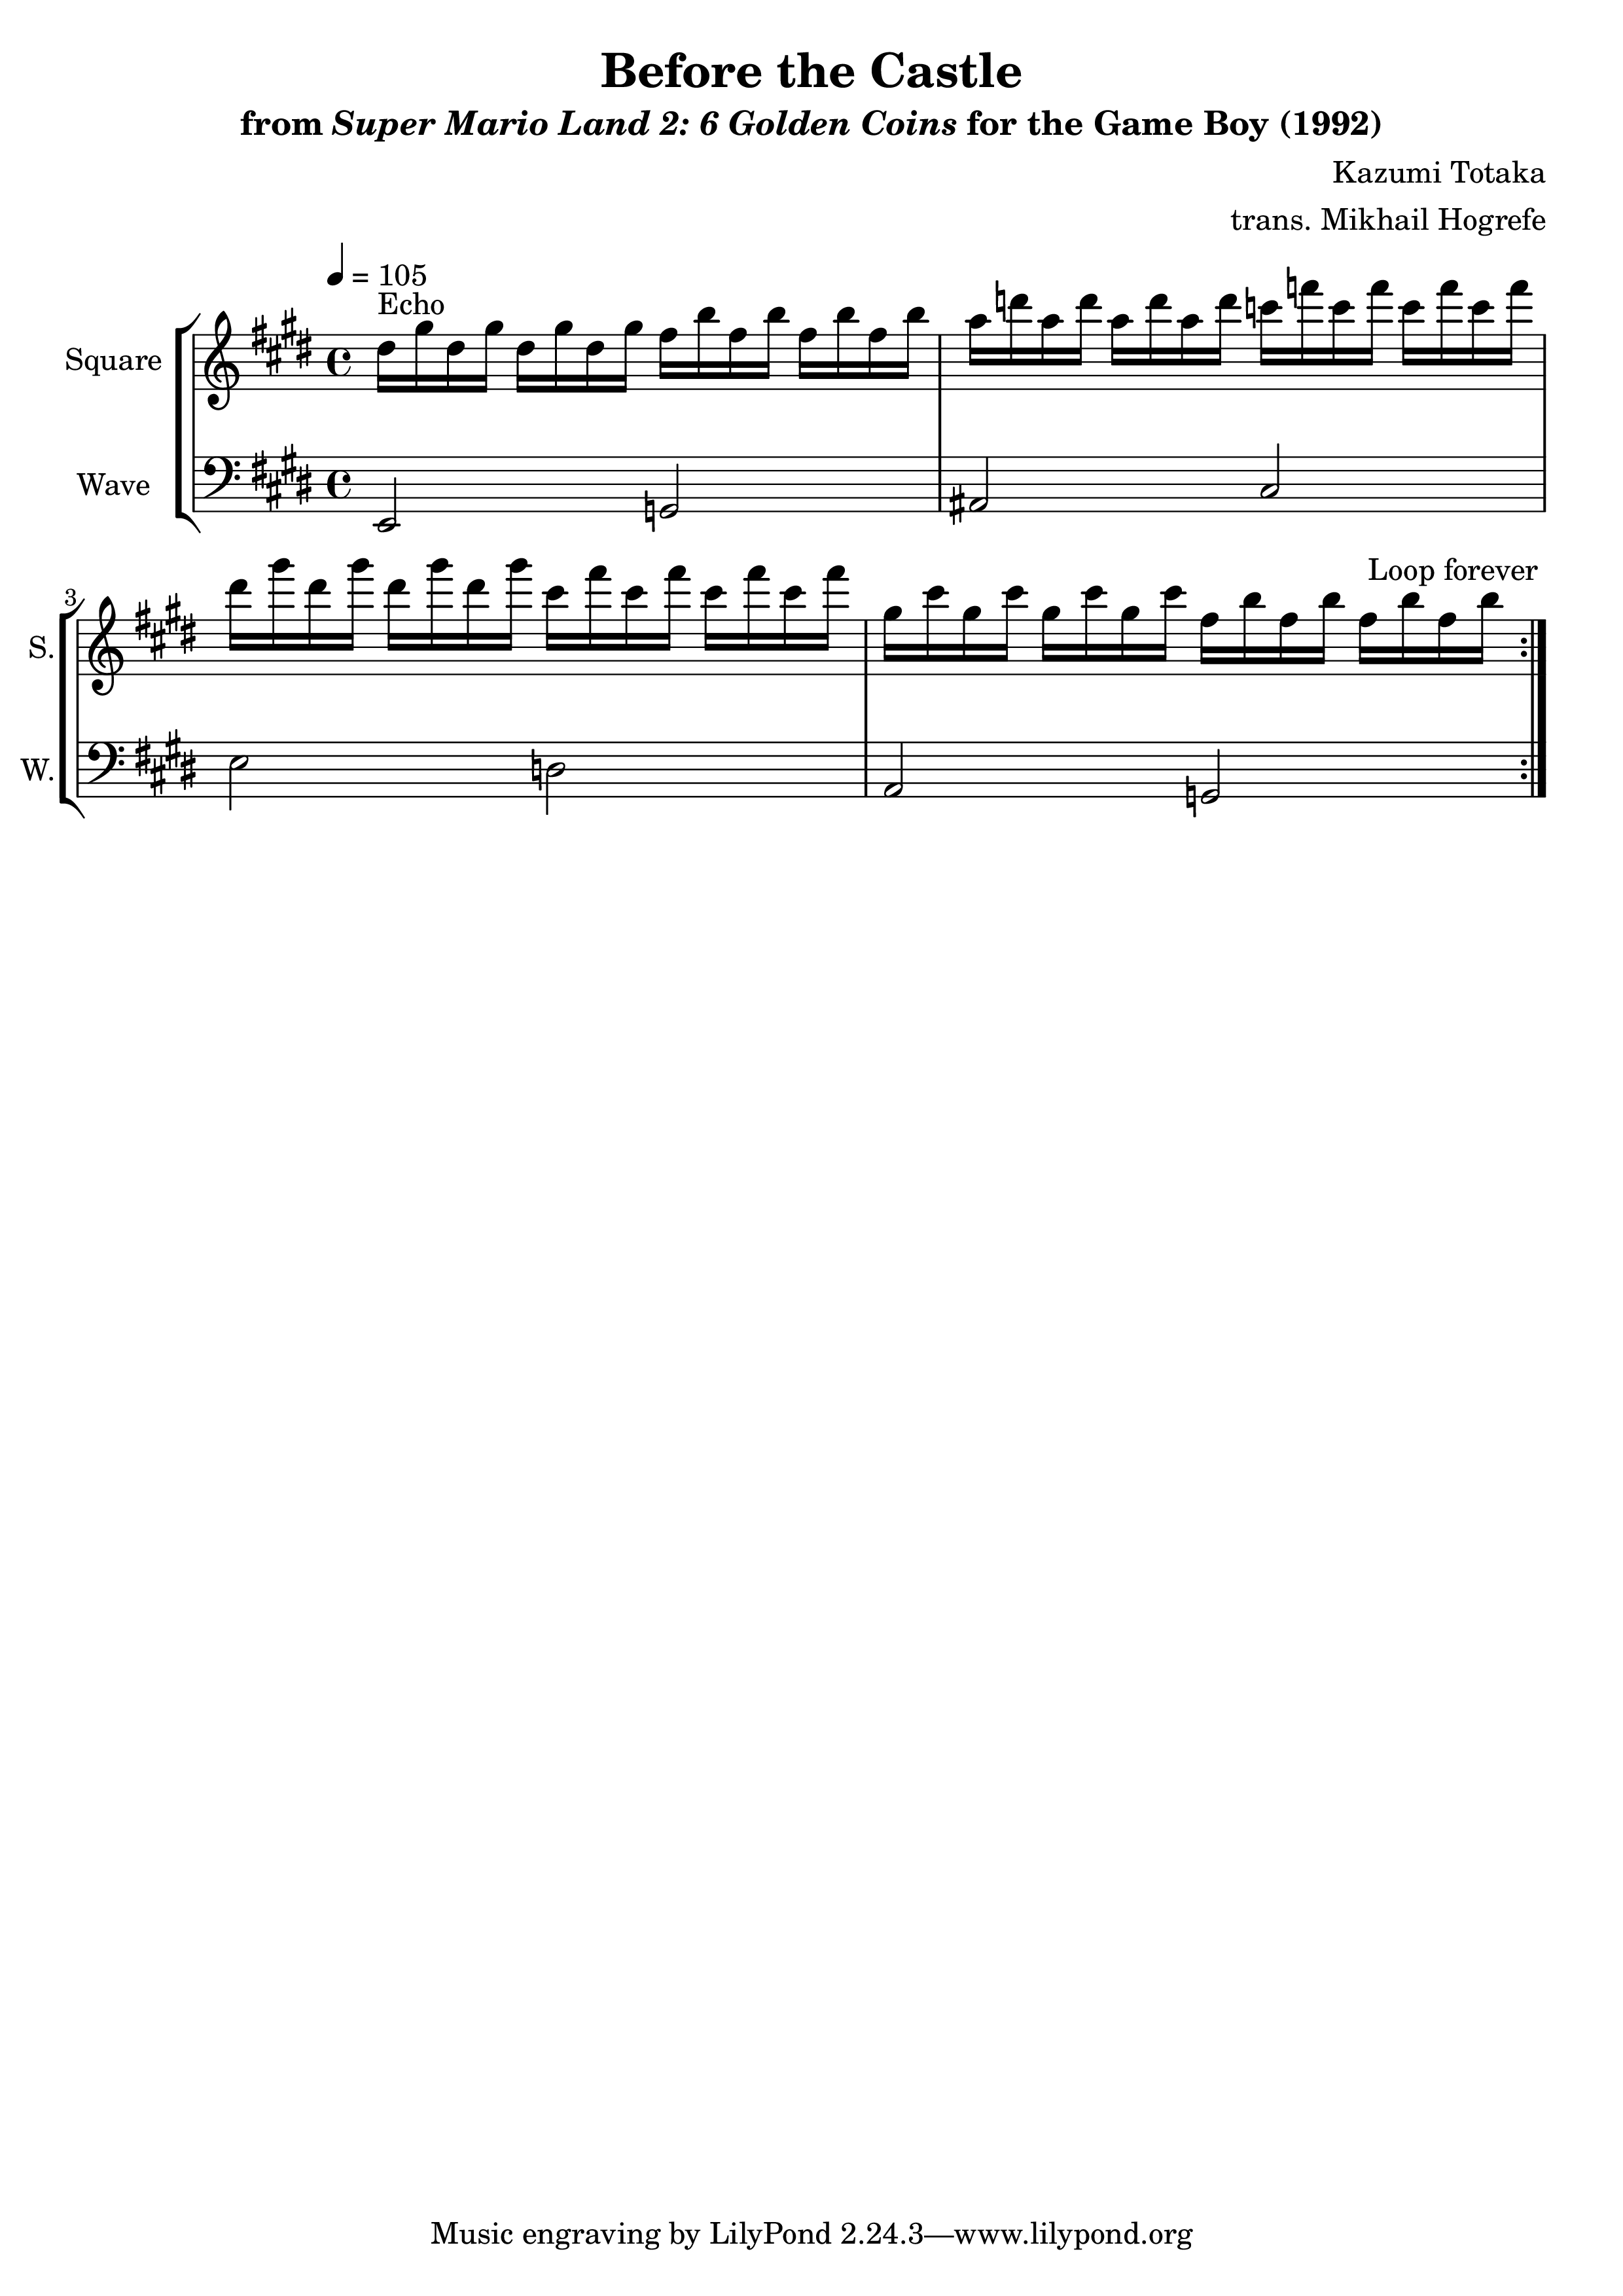 Before the Castle
from Super Mario Land 2: 6 Golden Coins for the Game Boy (1992)
Kazumi Totaka
trans. Mikhail Hogrefe
= 105
Echo
Square
Wave
3
Loop forever
S.
W.
Music engraving by LilyPond 2.24.3—www.lilypond.org